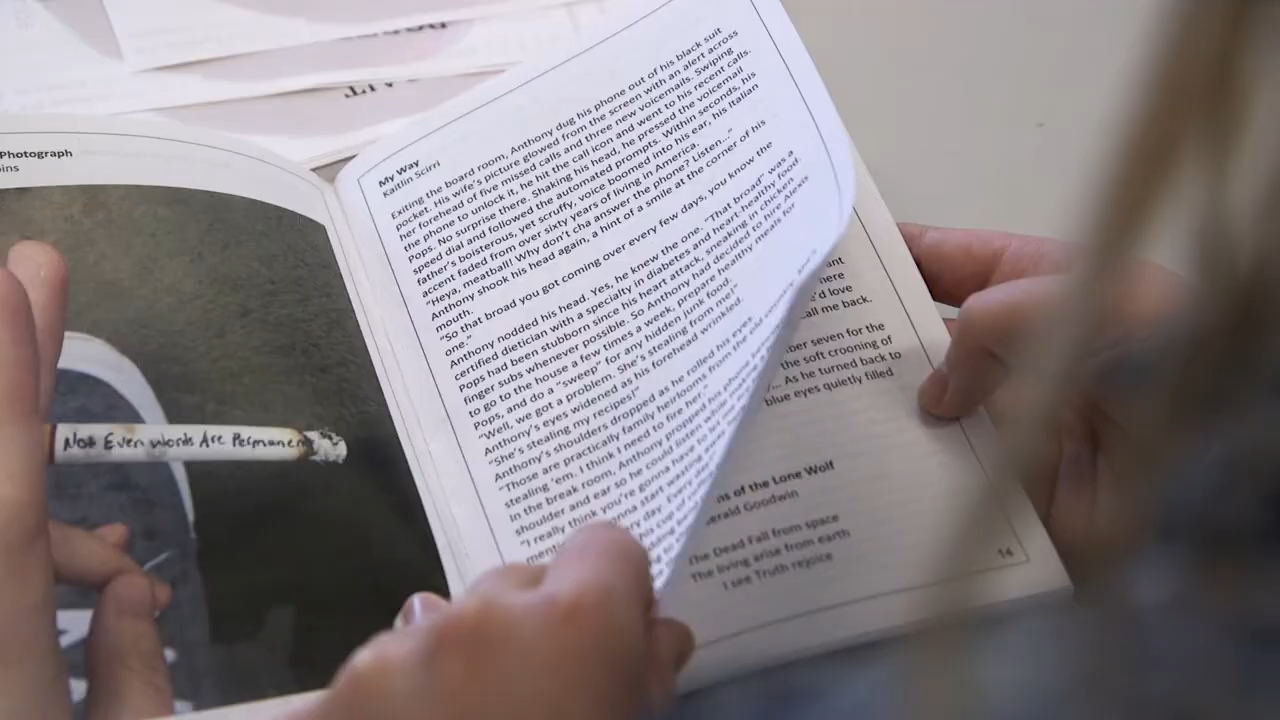 Photograph
Not Even Words Are Permanen
My Way
Kaitlin Scirri
Exiting the board room, Anthony dug his phone out of his black suit
pocket. His wife's picture glowed from the screen with an alert across
her forehead of five missed calls and three new voicemails. Swiping
the phone to unlock it, he hit the call icon and went to his recent calls.
Pops. No surprise there. Shaking his head, he pressed the voicemail
speed dial and followed the automated prompts. Within seconds, his
father's boisterous, yet scruffy, voice boomed into his ear, his Italian
accent faded from over sixty years of living in America.
"Heya, meatball! Why don't cha answer the phone? Listen..."
Anthony shook his head again, a hint of a smile at the corner of his
mouth.
"So that broad you got coming over every few days, you know the
one."
Anthony nodded his head. Yes, he knew the one. "That broad" was a
certified dietician with a specialty in diabetes and heart-healthy food.
Pops had been stubborn since his heart attack, sneaking in chicken
finger subs whenever possible. So Anthony had decided to hire Alexis
to go to the house a few times a week, prepare healthy meals for
Pops, and do a "sweep" for any hidden junk food.
"Well, we got a problem. She's stealing from me!"
Anthony's eyes widened as his forehead wrinkled.
"She's stealing my recipes!"
Anthony's shoulders dropped as he rolled his eyes.
"Those are practically family heirlooms from the old country. She's
stealing 'em. I think I need to fire her."
In the break room, Anthony propped his phone between
shoulder and ear so he could listen while
"I really think you're gonna have to
here
e'd love
all me back.
ber seven for the
the soft crooning of
... As he turned back to
blue eyes quietly filled
ns of the Lone Wolf
erald Goodwin
The Dead Fall from space
The living arise from earth
I see Truth rejoice
14